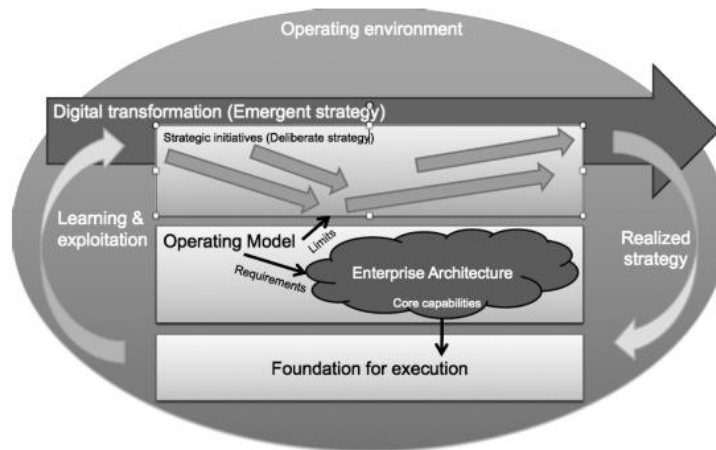 Operating environment
Digital transformation (Emergent strategy)
Strategic initiatives (Deliberate strategy)
Learning &
exploitation
Realized
strategy
Operating Model
Limits
Requirements
Enterprise Architecture
Core capabilities
Foundation for execution